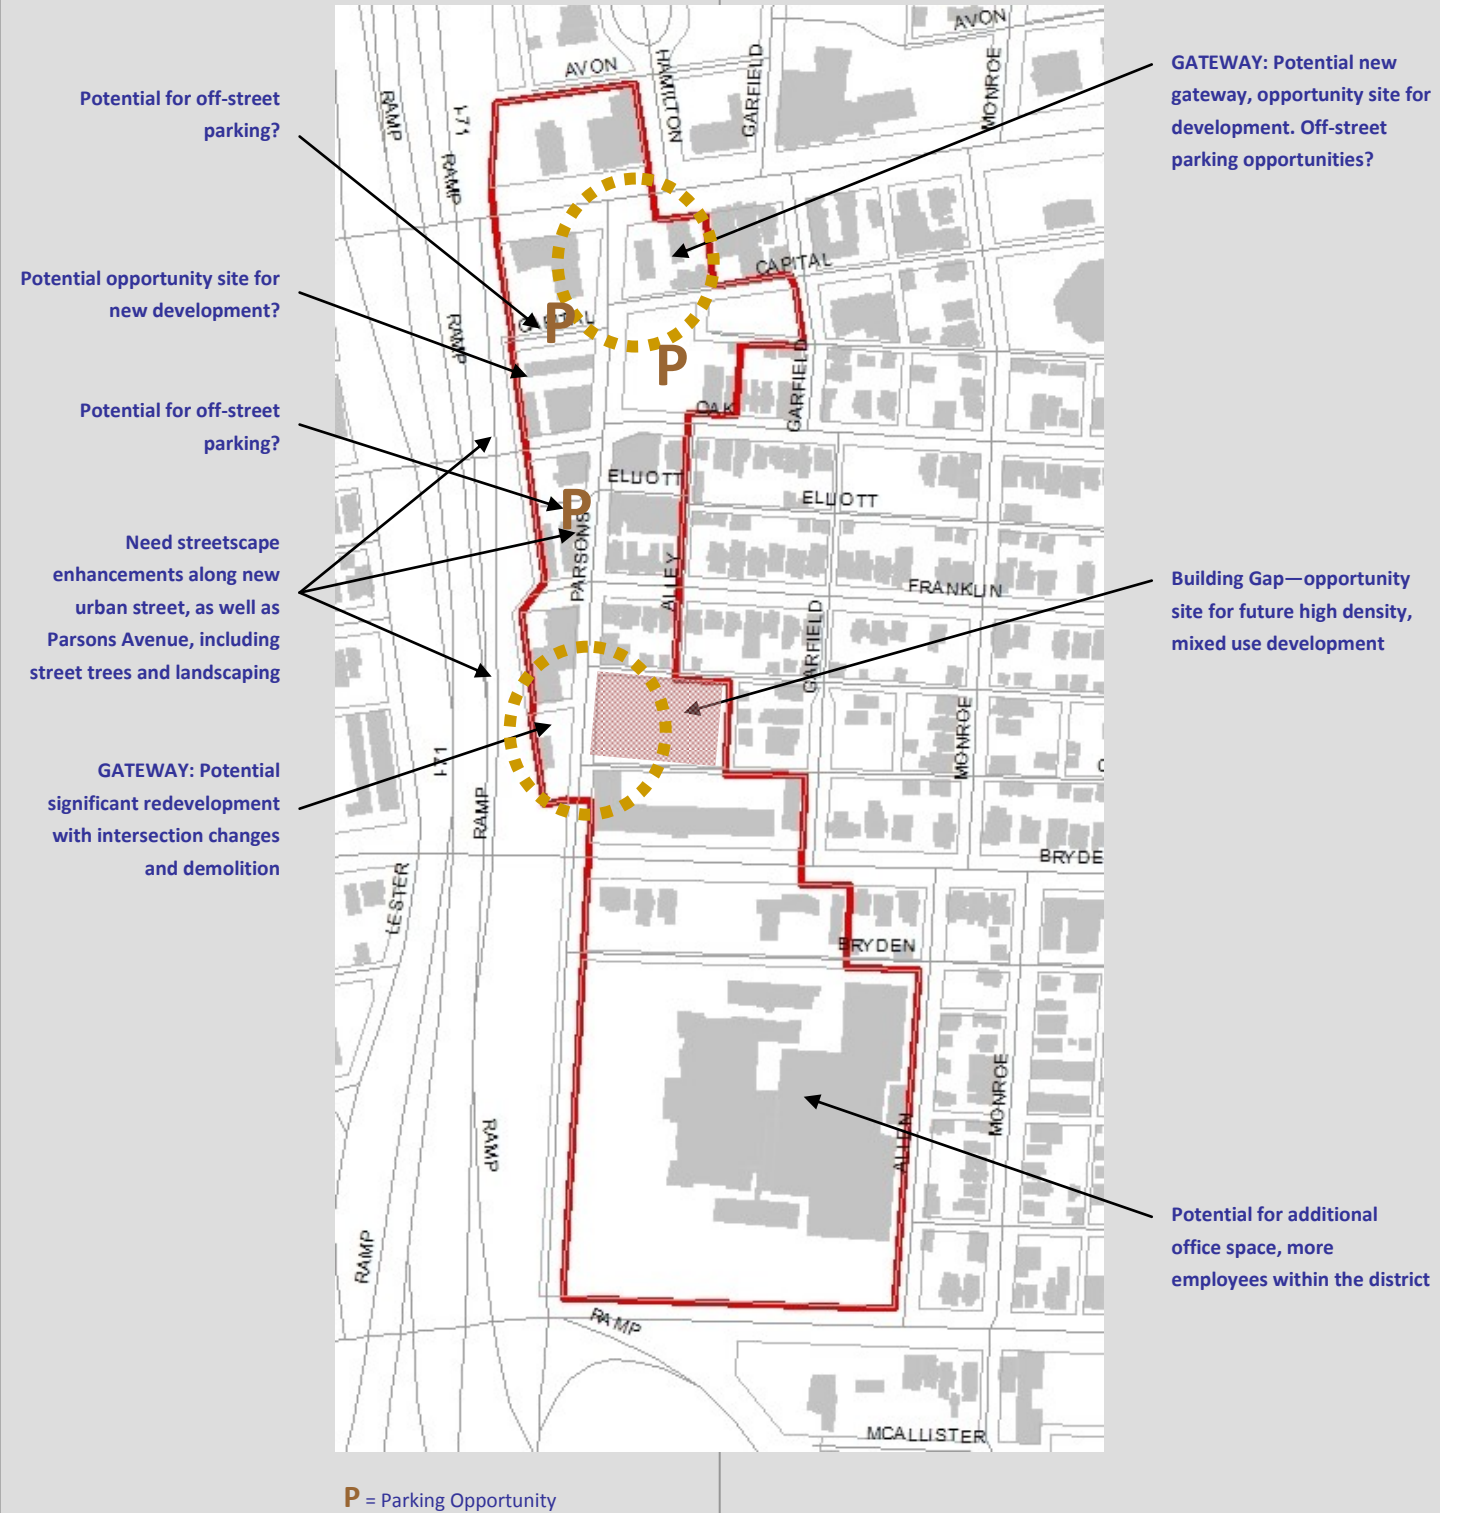 Potential for off-street
parking?
Potential opportunity site for
new development?
Potential for off-street
parking?
Need streetscape
enhancements along new
urban street, as well as
Parsons Avenue, including
street trees and landscaping
GATEWAY: Potential
significant redevelopment
with intersection changes
and demolition
GATEWAY: Potential new
gateway, opportunity site for
development. Off-street
parking opportunities?
Building Gap—opportunity
site for future high density,
mixed use development
Potential for additional
office space, more
employees within the district
AVON
AVON
HAMILTON
GARFIELD
MONROE
RAMP
I-71
RAMP
RAMP
CAPITAL
CAPITAL
P
P
OAK
GARFIELD
ELLIOTT
ELLIOTT
P
PARSONS
ALLEY
FRANKLIN
GARFIELD
MONROE
I-71
RAMP
LESTER
BRYDE
BRYDEN
MONROE
ALLEN
RAMP
RAMP
RAMP
MCALLISTER
P = Parking Opportunity